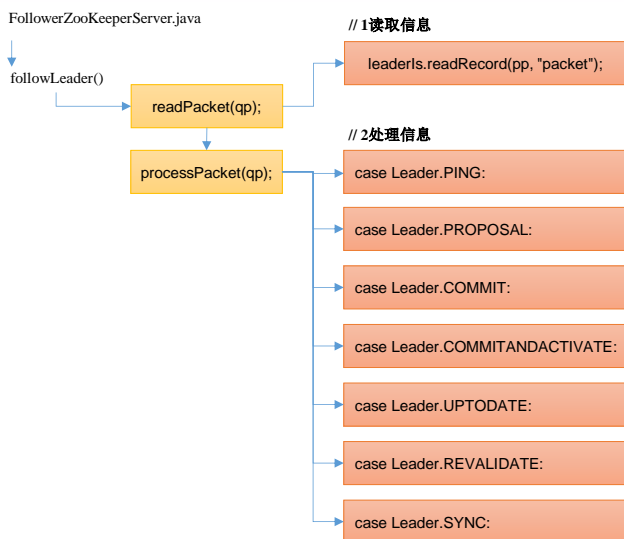 FollowerZooKeeperServer.java
followLeader()
readPacket(qp);
processPacket(qp);
// 1读取信息
leaderIs.readRecord(pp, "packet");
// 2处理信息
case Leader.PING:
case Leader.PROPOSAL:
case Leader.COMMIT:
case Leader.COMMITANDACTIVATE:
case Leader.UPTODATE:
case Leader.REVALIDATE:
case Leader.SYNC: